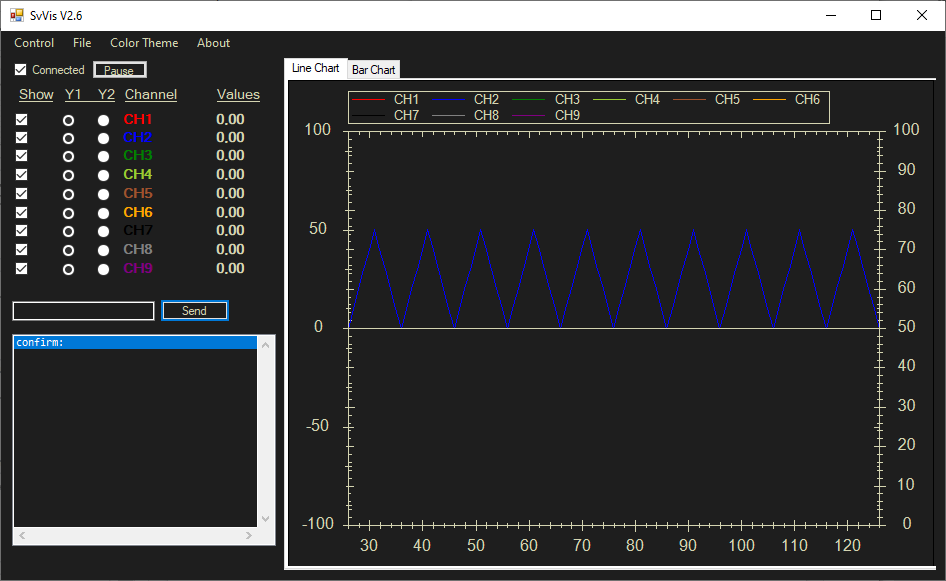 SvVis V2.6
Control File Color Theme About
Connected Pause
Show Y1 Y2 Channel Values
CH1 0.00
CH2 0.00
CH3 0.00
CH4 0.00
CH5 0.00
CH6 0.00
CH7 0.00
CH8 0.00
CH9 0.00
Send
confirm:
Line Chart Bar Chart
CH1 CH2 CH3 CH4 CH5 CH6
CH7 CH8 CH9
100 100
90
80
50 70
60
0 50
40
-50 30
20
10
-100 0
30 40 50 60 70 80 90 100 110 120